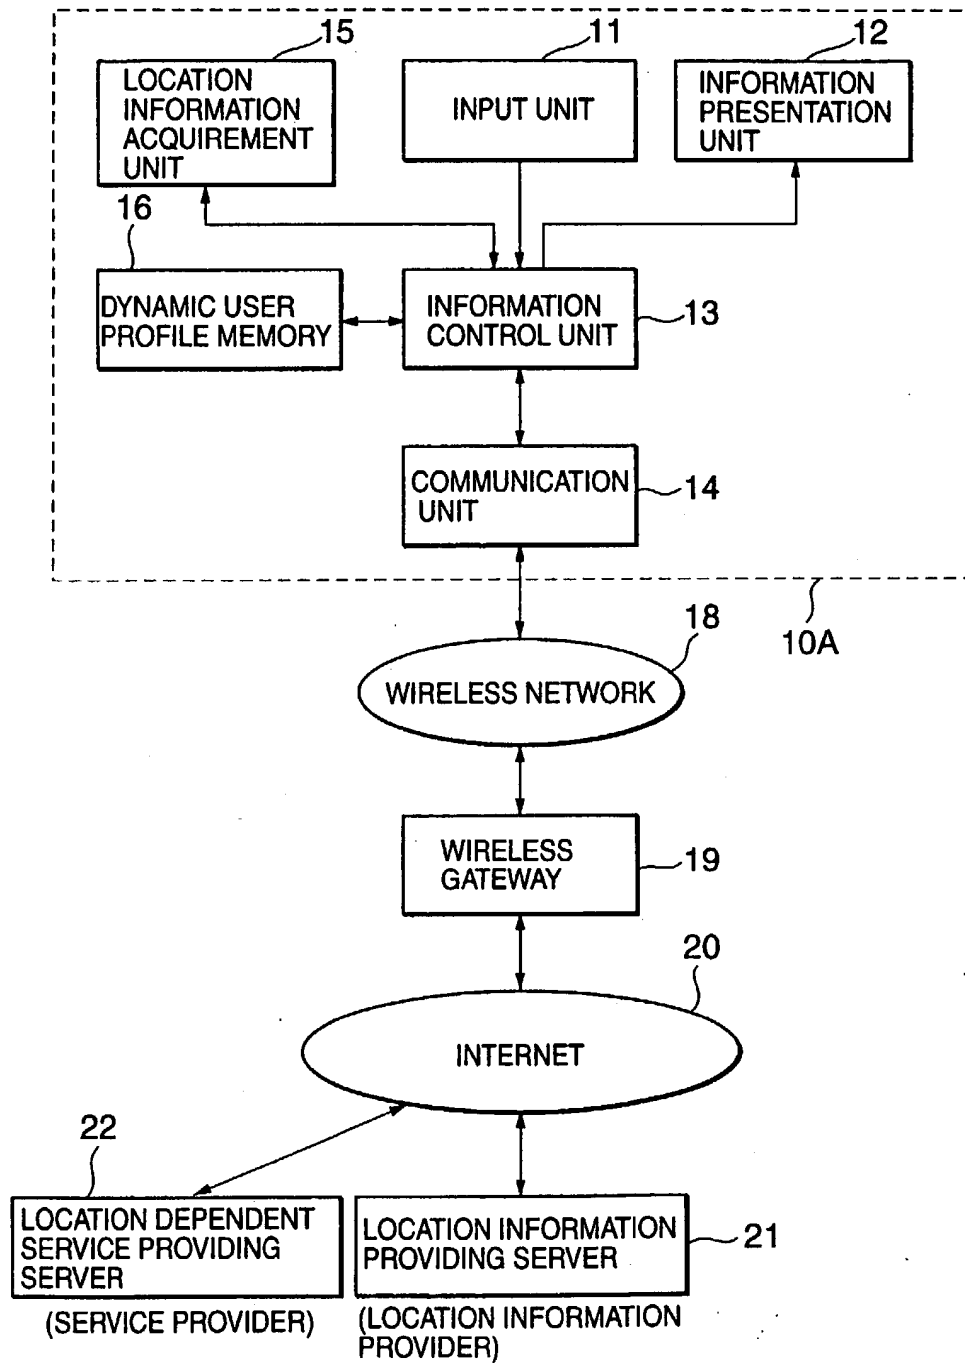 15
11
12
LOCATION
INFORMATION
ACQUIREMENT
UNIT
INPUT UNIT
INFORMATION
PRESENTATION
UNIT
16
DYNAMIC USER
PROFILE MEMORY
INFORMATION
CONTROL UNIT
13
COMMUNICATION
UNIT
14
10A
18
WIRELESS NETWORK
WIRELESS
GATEWAY
19
20
INTERNET
22
LOCATION DEPENDENT
SERVICE PROVIDING
SERVER
(SERVICE PROVIDER)
LOCATION INFORMATION
PROVIDING SERVER
21
(LOCATION INFORMATION
PROVIDER)